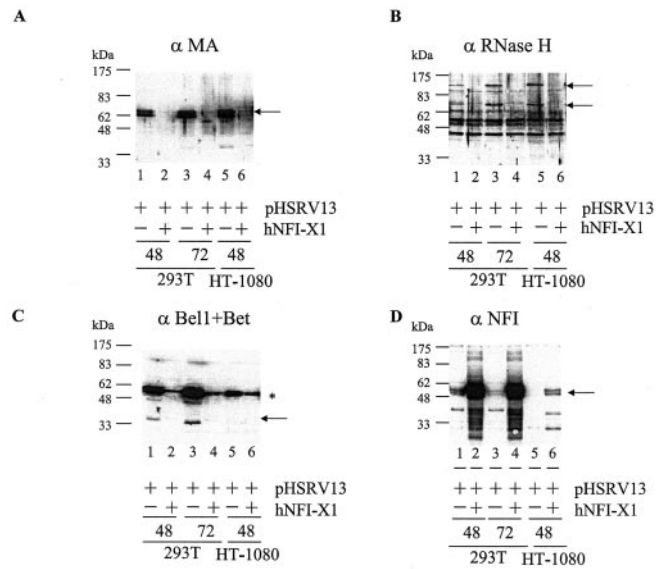 A
α MA
kDa
175
83
62
48
33
1 2 3 4 5 6
+ + + + + + pHSRV13
− + − + − + hNFI-X1
48 72 48
293T HT-1080
B
α RNase H
kDa
175
83
62
48
33
1 2 3 4 5 6
+ + + + + + pHSRV13
− + − + − + hNFI-X1
48 72 48
293T HT-1080
C
α Bel1+Bet
kDa
175
83
62
48
33
*
1 2 3 4 5 6
+ + + + + + pHSRV13
− + − + − + hNFI-X1
48 72 48
293T HT-1080
D
α NFI
kDa
175
83
62
48
33
1 2 3 4 5 6
+ + + + + + pHSRV13
− + − + − + hNFI-X1
48 72 48
293T HT-1080